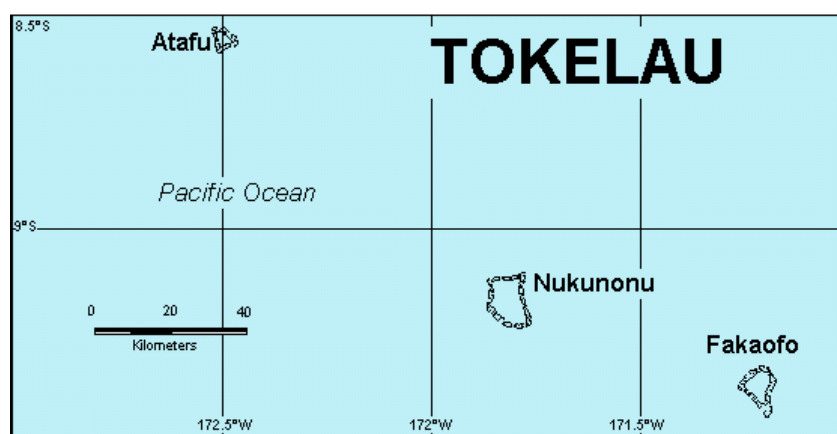 8.5°S
Atafu
TOKELAU
Pacific Ocean
9°S
Nukunonu
0 20 40
Kilometers
Fakaofo
172.5°W 172°W 171.5°W